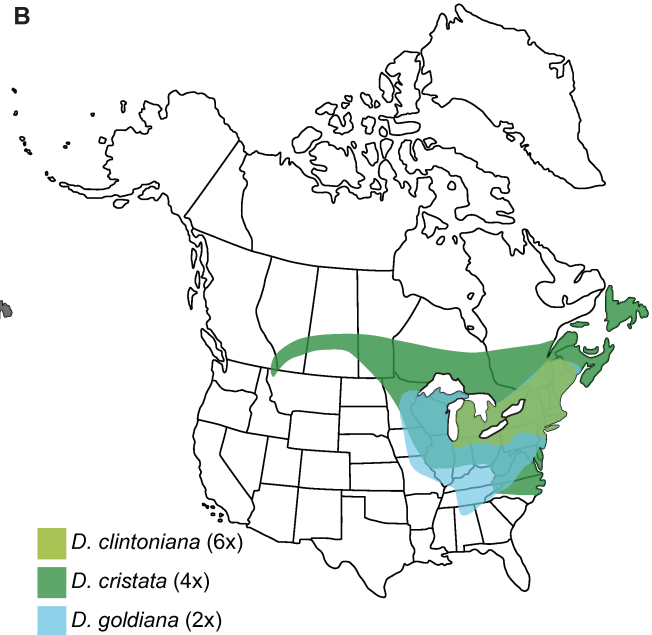 B
D. clintoniana (6x)
D. cristata (4x)
D. goldiana (2x)